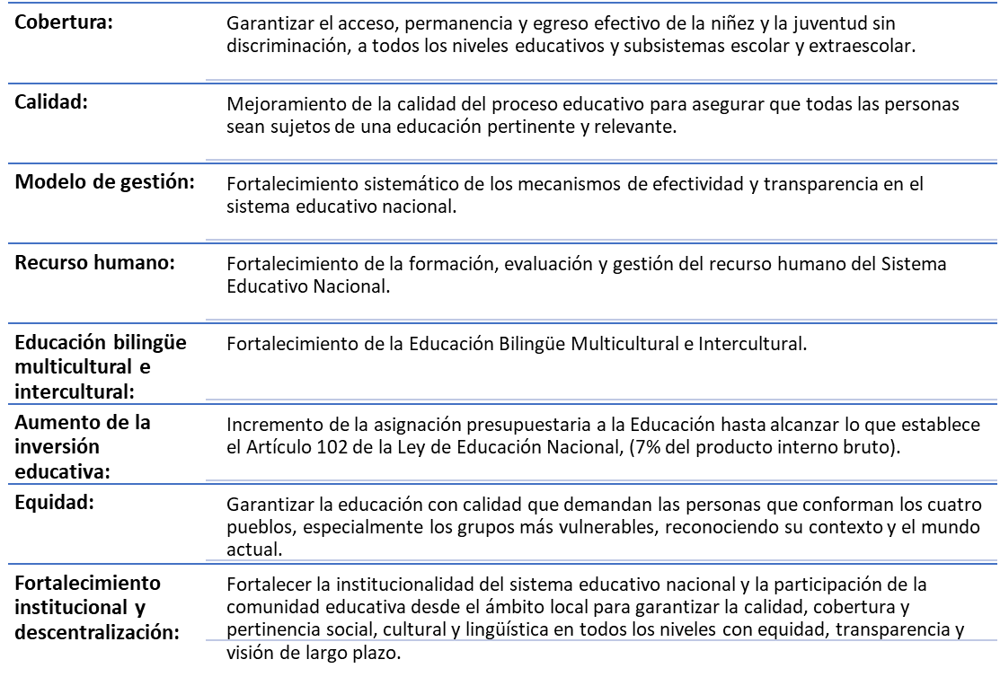 Cobertura:
Garantizar el acceso, permanencia y egreso efectivo de la niñez y la juventud sin
discriminación, a todos los niveles educativos y subsistemas escolar y extraescolar.
Calidad:
Mejoramiento de la calidad del proceso educativo para asegurar que todas las personas
sean sujetos de una educación pertinente y relevante.
Modelo de gestión:
Fortalecimiento sistemático de los mecanismos de efectividad y transparencia en el
sistema educativo nacional.
Recurso humano:
Fortalecimiento de la formación, evaluación y gestión del recurso humano del Sistema
Educativo Nacional.
Educación bilingüe
multicultural e
intercultural:
Fortalecimiento de la Educación Bilingüe Multicultural e Intercultural.
Aumento de la
inversión
educativa:
Incremento de la asignación presupuestaria a la Educación hasta alcanzar lo que establece
el Artículo 102 de la Ley de Educación Nacional, (7% del producto interno bruto).
Equidad:
Garantizar la educación con calidad que demandan las personas que conforman los cuatro
pueblos, especialmente los grupos más vulnerables, reconociendo su contexto y el mundo
actual.
Fortalecimiento
institucional y
descentralización:
Fortalecer la institucionalidad del sistema educativo nacional y la participación de la
comunidad educativa desde el ámbito local para garantizar la calidad, cobertura y
pertinencia social, cultural y lingüística en todos los niveles con equidad, transparencia y
visión de largo plazo.